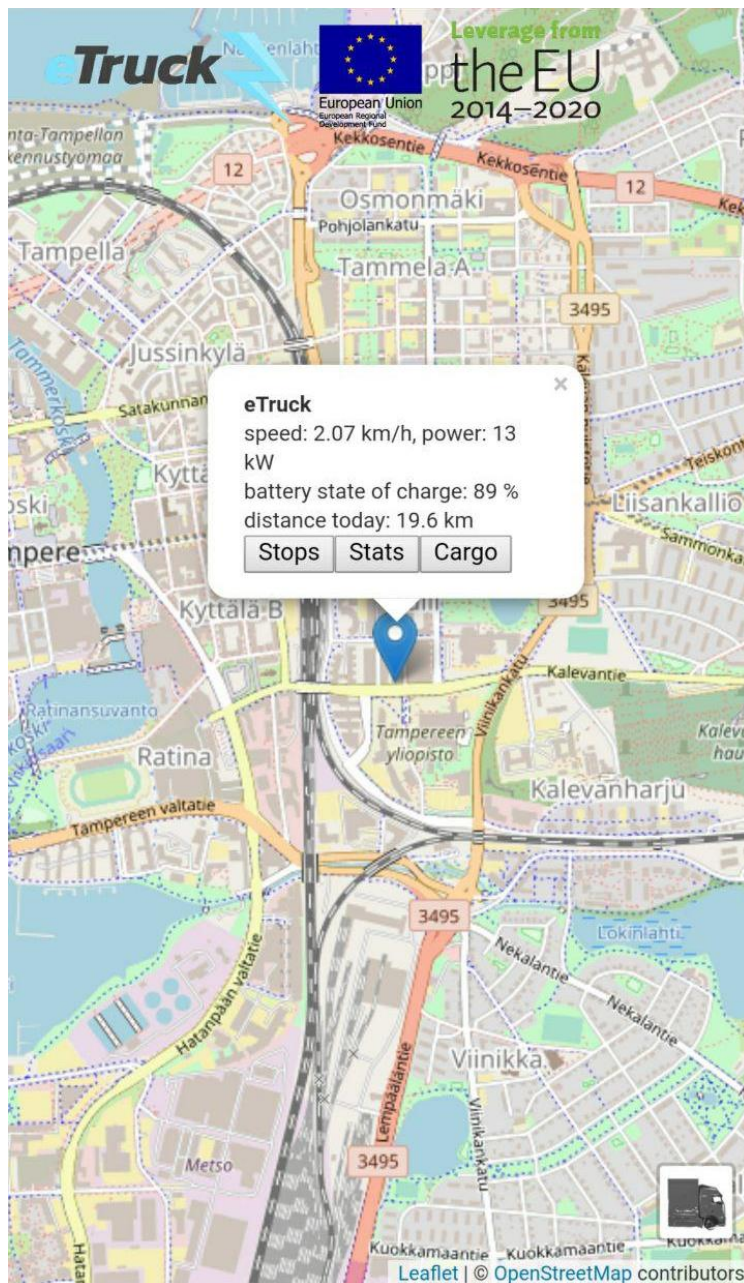 eTruck
European Union
European Regional
Development Fund
Leverage from
the EU
2014–2020
Kekkosentie
Kekkosentie
12
12
Osmonmäki
Pohjolankatu
Tampella
Tammela A
3495
Jussinkylä
Tammerkoski
×
eTruck
speed: 2.07 km/h, power: 13
kW
battery state of charge: 89 %
distance today: 19.6 km
Stops
Stats
Cargo
Liisankallio
3495
Kyttälä B
Kalevantie
Viinikankatu
Ratinansuvanto
Ratina
Tampereen
yliopisto
Kalevanharju
Tampereen valtatie
3495
Lokinlahti
Nekalantie
Nekalantie
Hatanpään valtatie
Viinikka
Viinikankatu
Lempääläntie
Metso
3495
Kuokkamaantie
Kuokkamaantie
Leaflet | © OpenStreetMap contributors